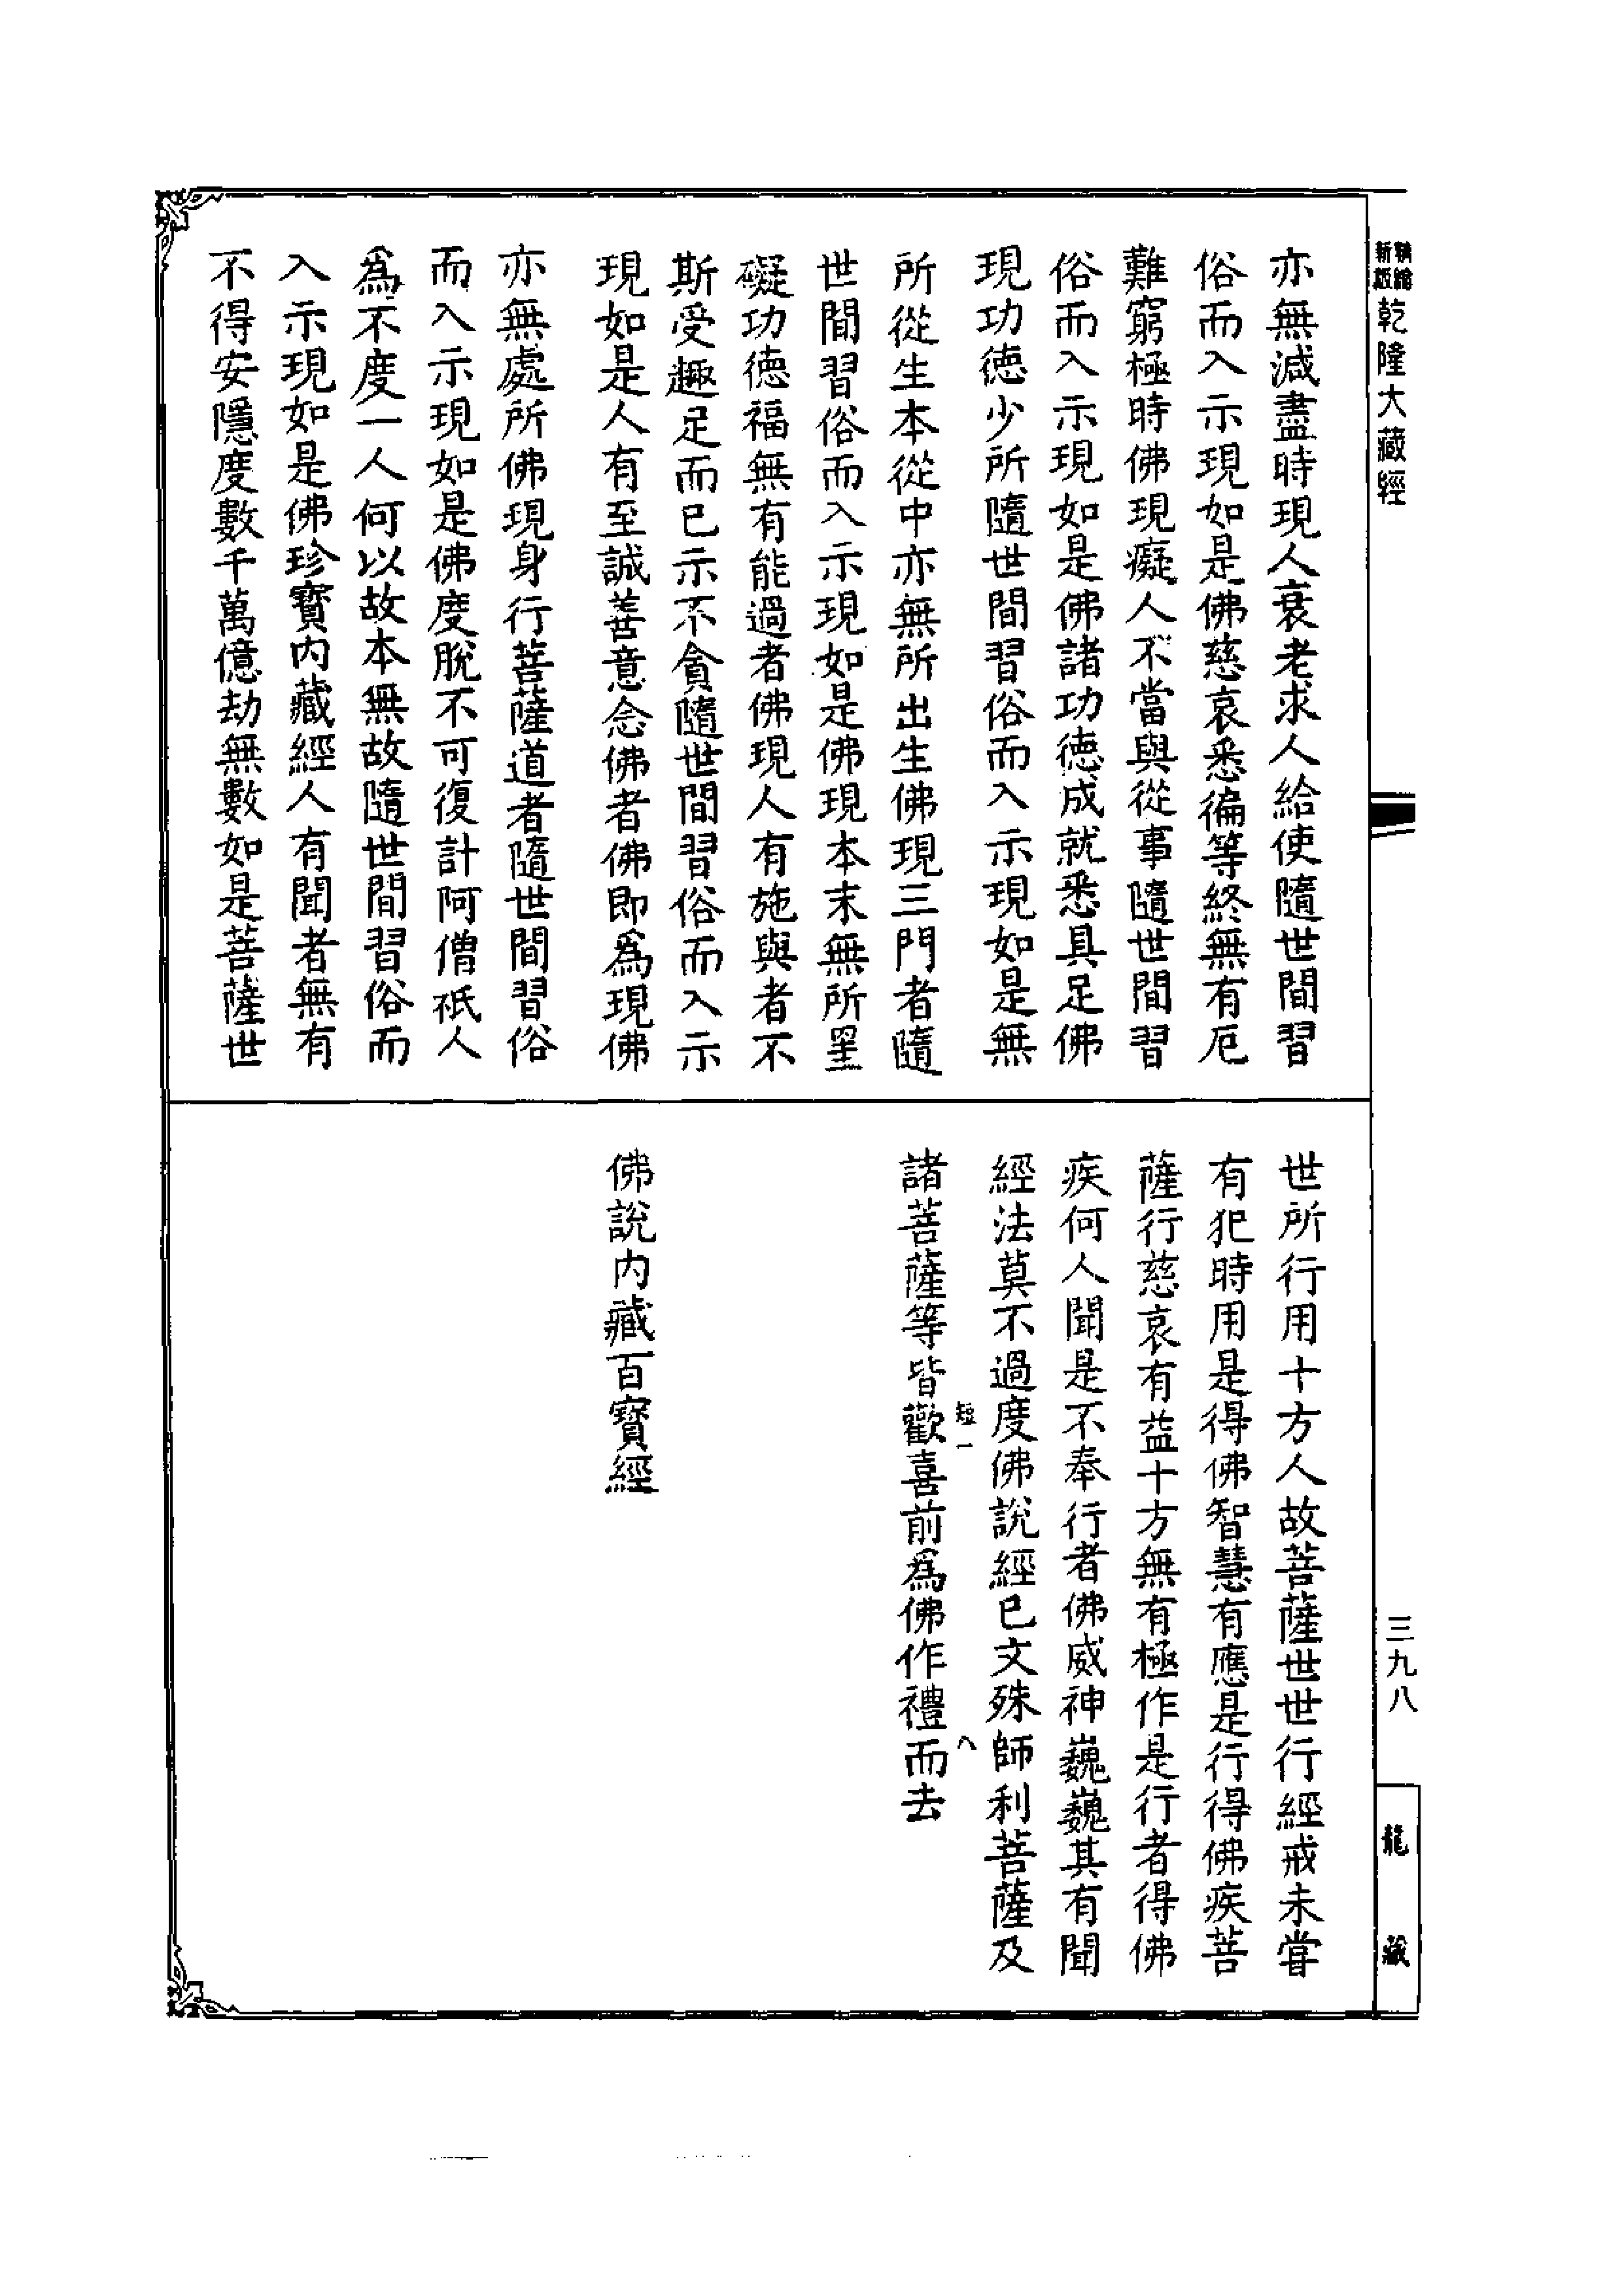 精縮
新版
乾隆大藏經
亦無減盡時現人衰老求人給使隨世間習
俗而入示現如是佛慈哀悉徧等終無有厄
難窮極時佛現癡人不當與從事隨世間習
俗而入示現如是佛諸功德成就悉具足佛
現功德少所隨世間習俗而入示現如是無
所從生本從中亦無所出生佛現三門者隨
世間習俗而入示現如是佛現本末無所罣
礙功德福無有能過者佛現人有施與者不
斯受趣足而已示不貪隨世間習俗而入示
現如是人有至誠善意念佛者佛即為現佛
亦無處所佛現身行菩薩道者隨世間習俗
而入示現如是佛度脫不可復計阿僧祇人
為不度一人何以故本無故隨世間習俗而
入示現如是佛珍寶內藏經人有聞者無有
不得安隱度數千萬億劫無數如是菩薩世
世所行用十方人故菩薩世世行經戒未甞
有犯時用是得佛智慧有應是行得佛疾菩
薩行慈哀有益十方無有極作是行者得佛
疾何人聞是不奉行者佛威神巍巍其有聞
經法莫不過度佛說經已文殊師利菩薩及
短一
八
諸菩薩等皆歡喜前為佛作禮而去
佛說內藏百寶經
三九八
龍藏